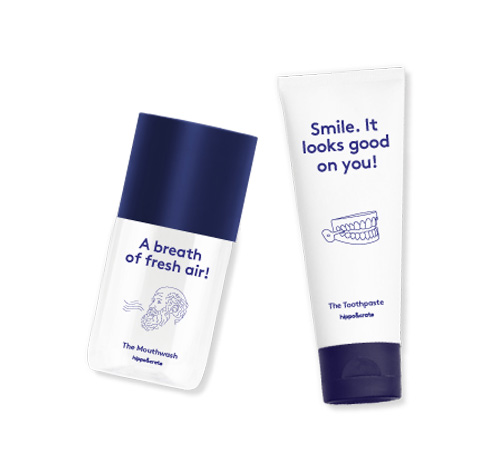 A breath
of fresh air!
The Mouthwash
hippo&crate
Smile. It
looks good
on you!
The Toothpaste
hippo&crate